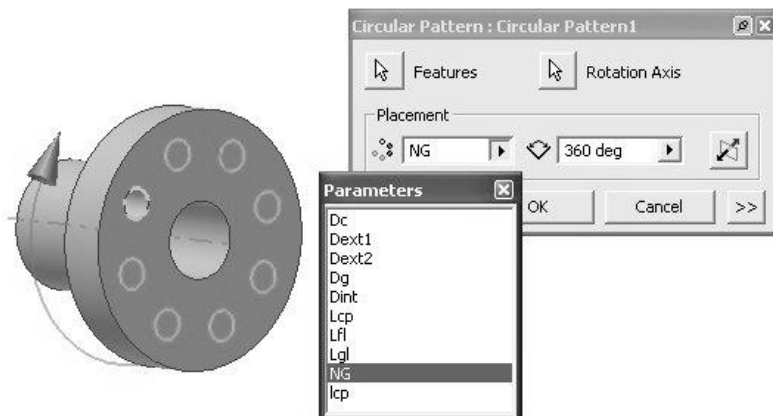 Circular Pattern : Circular Pattern1
Features
Rotation Axis
Placement
NG
360 deg
OK
Cancel
>>
Parameters
Dc
Dext1
Dext2
Dg
Dint
Lcp
Lfl
Lgl
NG
lcp